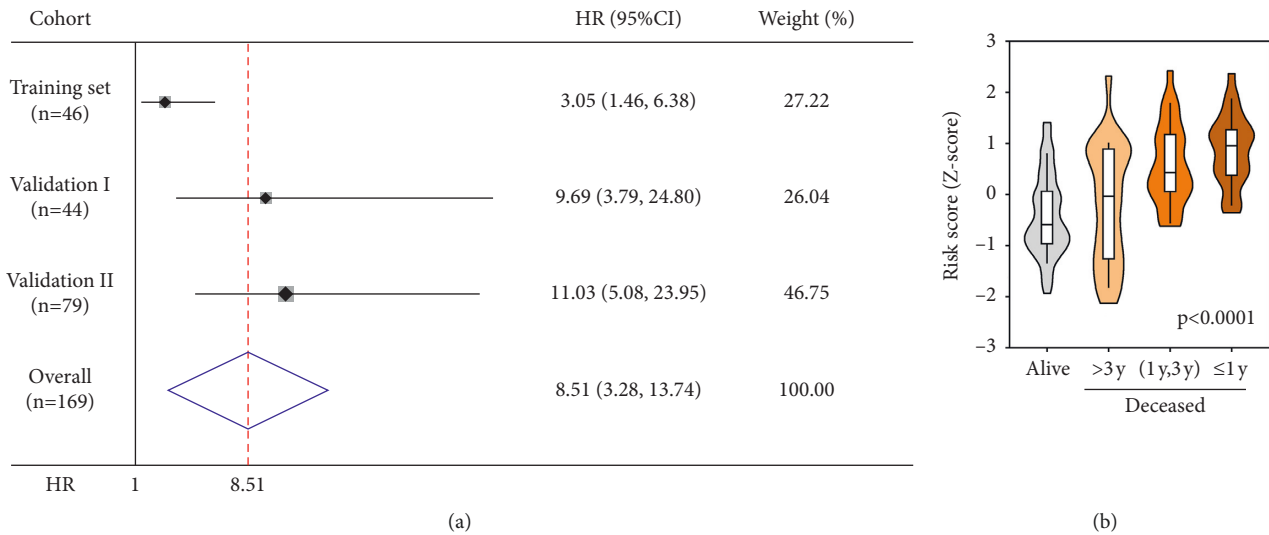 Cohort HR (95%CI) Weight (%)
Training set
(n=46)
3.05 (1.46, 6.38) 27.22
Validation I
(n=44)
9.69 (3.79, 24.80) 26.04
Validation II
(n=79)
11.03 (5.08, 23.95) 46.75
Overall
(n=169)
8.51 (3.28, 13.74) 100.00
HR 1 8.51
(a)
Risk score (Z-score)
3
2
1
0
−1
−2
−3
p<0.0001
Alive >3 y (1 y,3 y) ≤1 y
Deceased
(b)